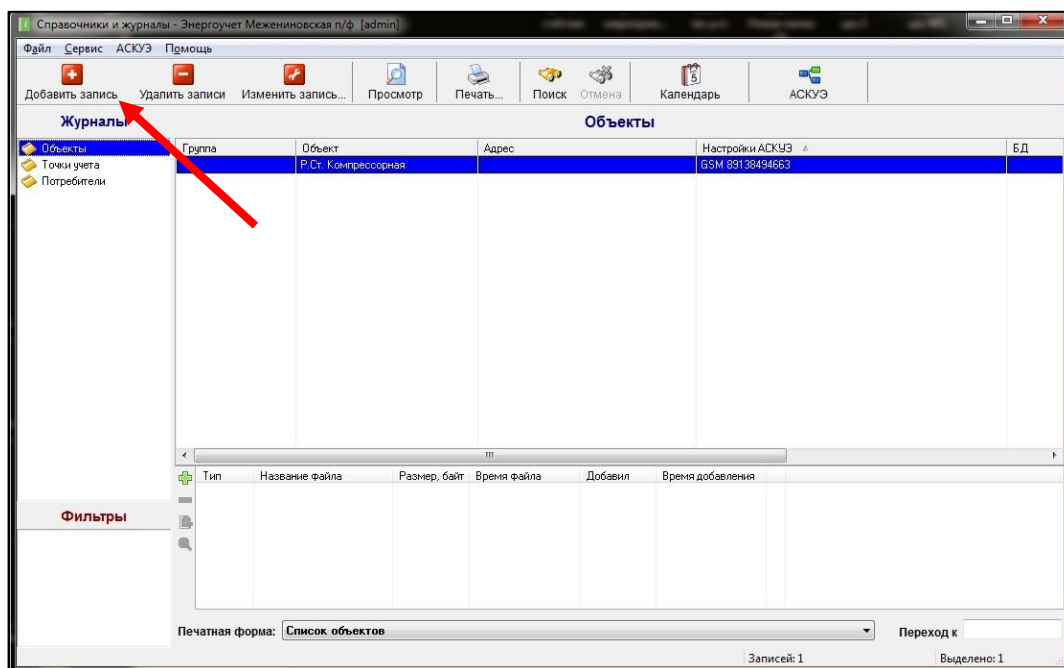 Справочники и журналы - Энергоучет Межениновская п/ф [admin]
Файл Сервис АСКУЭ Помощь
Добавить запись Удалить записи Изменить запись... Просмотр Печать... Поиск Отмена Календарь АСКУЭ
Журналы Объекты
Объекты Группа Объект Адрес Настройки АСКУЭ БД
Точки учета Р.Ст. Компрессорная GSM 89138494663
Потребители
Тип Название файла Размер, байт Время файла Добавил Время добавления
Фильтры
Печатная форма: Список объектов Переход к
Записей: 1 Выделено: 1